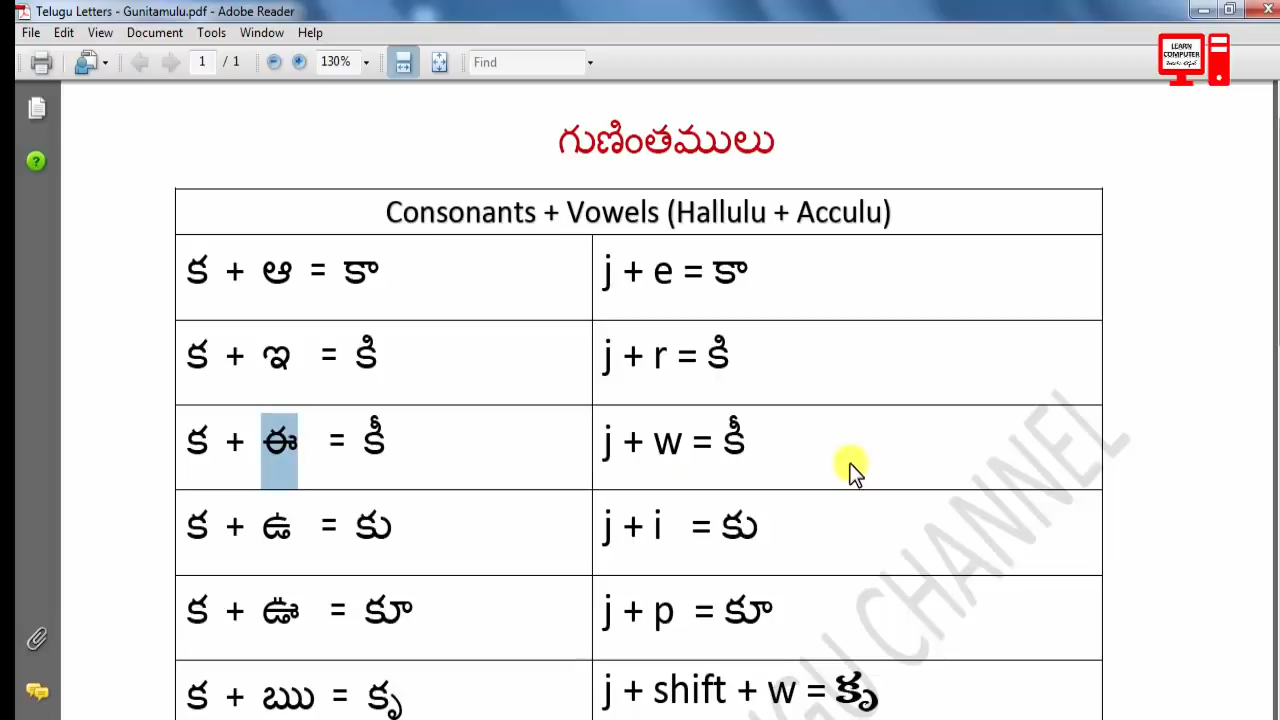 Telugu Letters - Gunitamulu.pdf - Adobe Reader
File Edit View Document Tools Window Help
1 / 1 130% Find
LEARN
COMPUTER
గుణింతములు
Consonants + Vowels (Hallulu + Acculu)
క + ఆ = కా j + e = కా
క + ఇ = కి j + r = కి
క + ఈ = కీ j + w = కీ
క + ఉ = కు j + i = కు
క + ఊ = కూ j + p = కూ
క + ఋ = కృ j + shift + w = కృ
GU CHANNEL